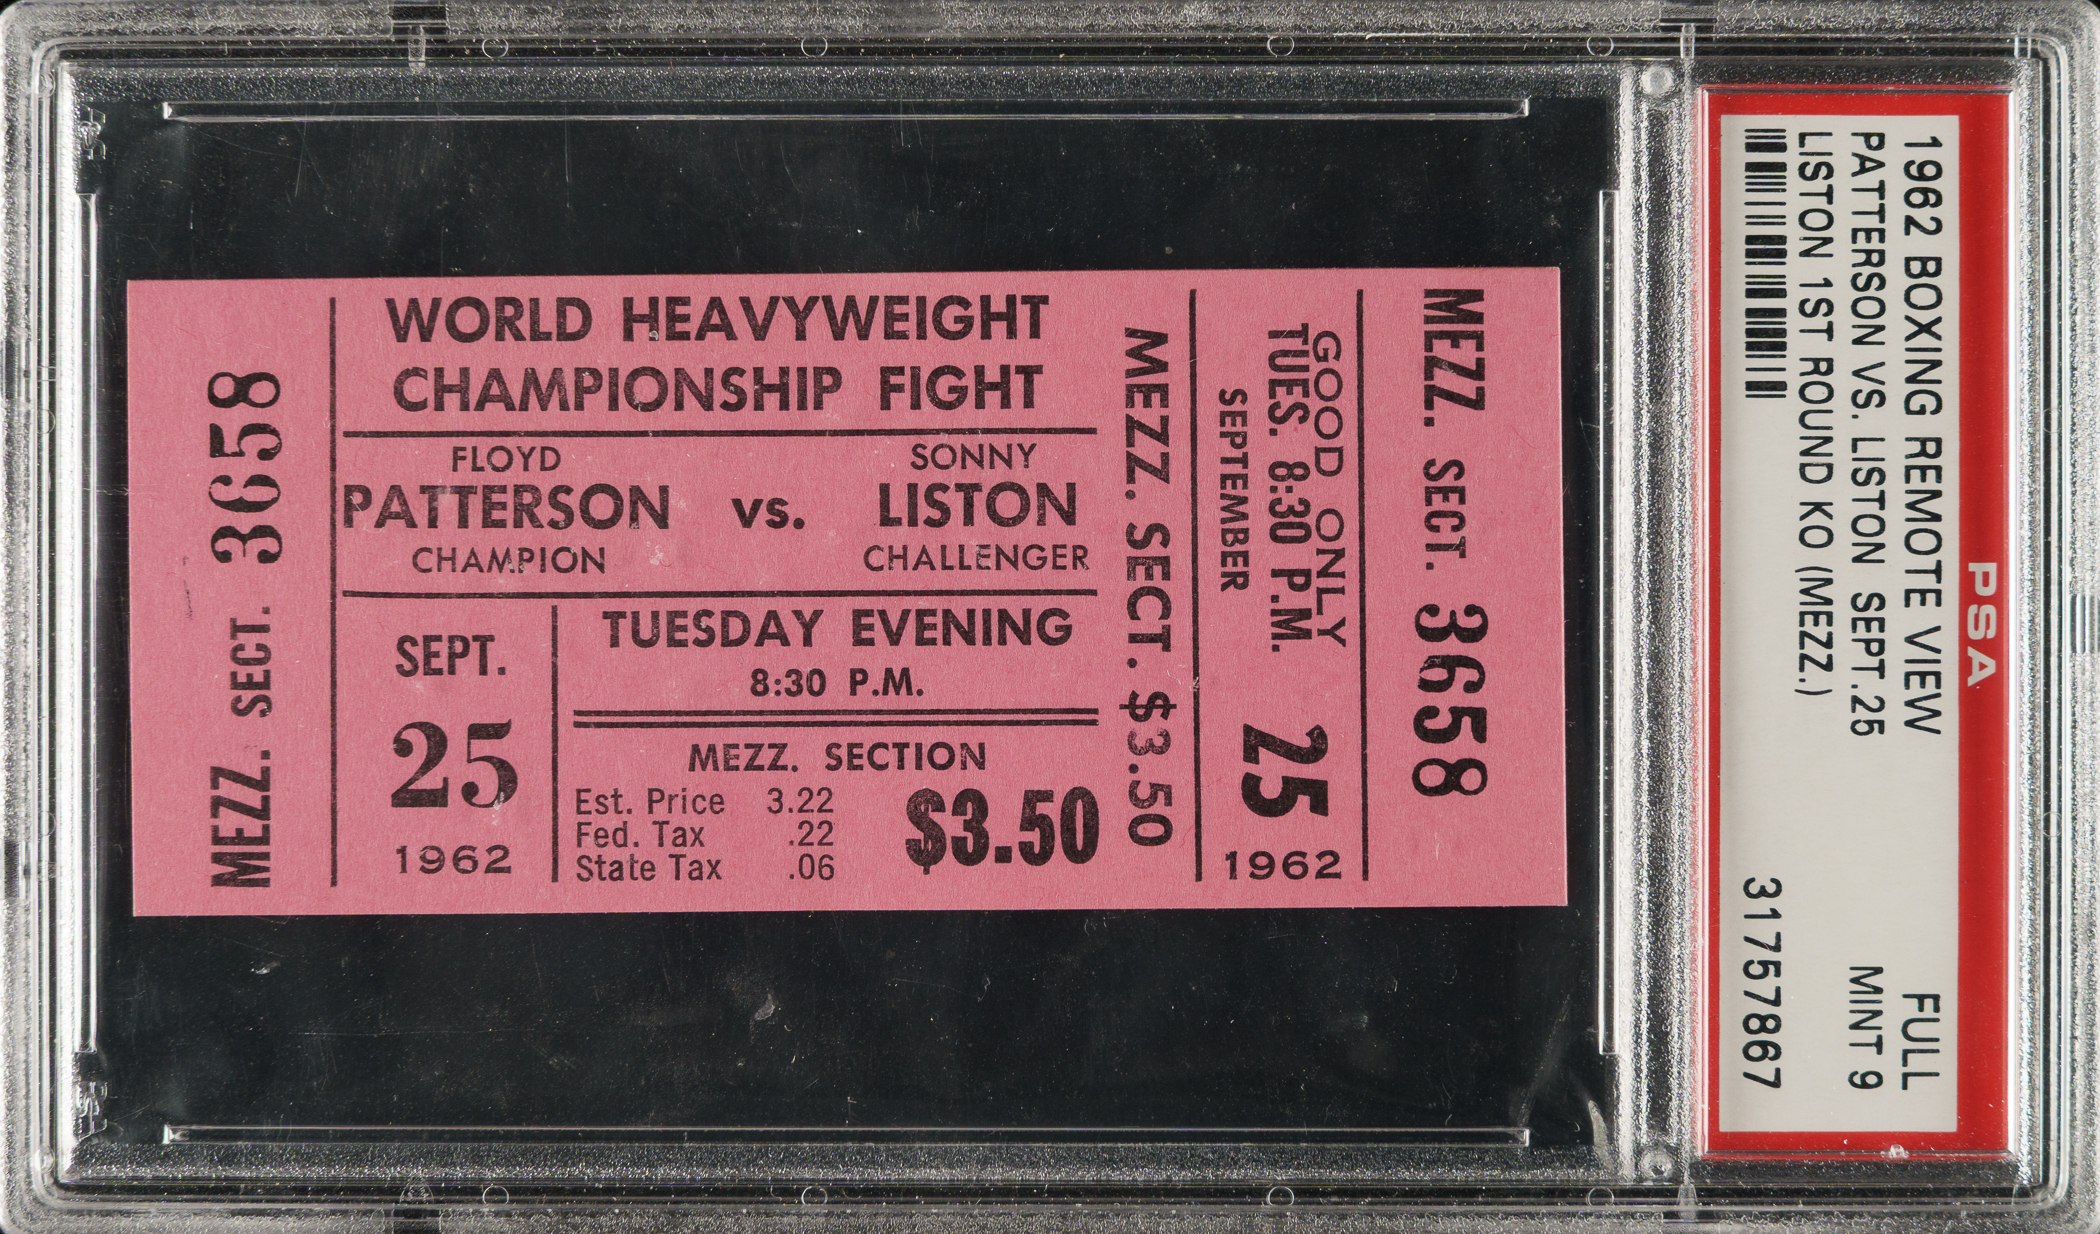 MEZZ. SECT. 3658
WORLD HEAVYWEIGHT
CHAMPIONSHIP FIGHT
FLOYD
PATTERSON
CHAMPION
vs.
SONNY
LISTON
CHALLENGER
SEPT.
25
1962
TUESDAY EVENING
8:30 P.M.
MEZZ. SECTION
Est. Price 3.22
Fed. Tax .22
State Tax .06
$3.50
MEZZ. SECT. $3.50
GOOD ONLY
TUES. 8:30 P.M.
SEPTEMBER
25
1962
MEZZ. SECT. 3658
PSA
1962 BOXING REMOTE VIEW FULL
PATTERSON VS. LISTON SEPT.25 MINT 9
LISTON 1ST ROUND KO (MEZZ.)
31757867